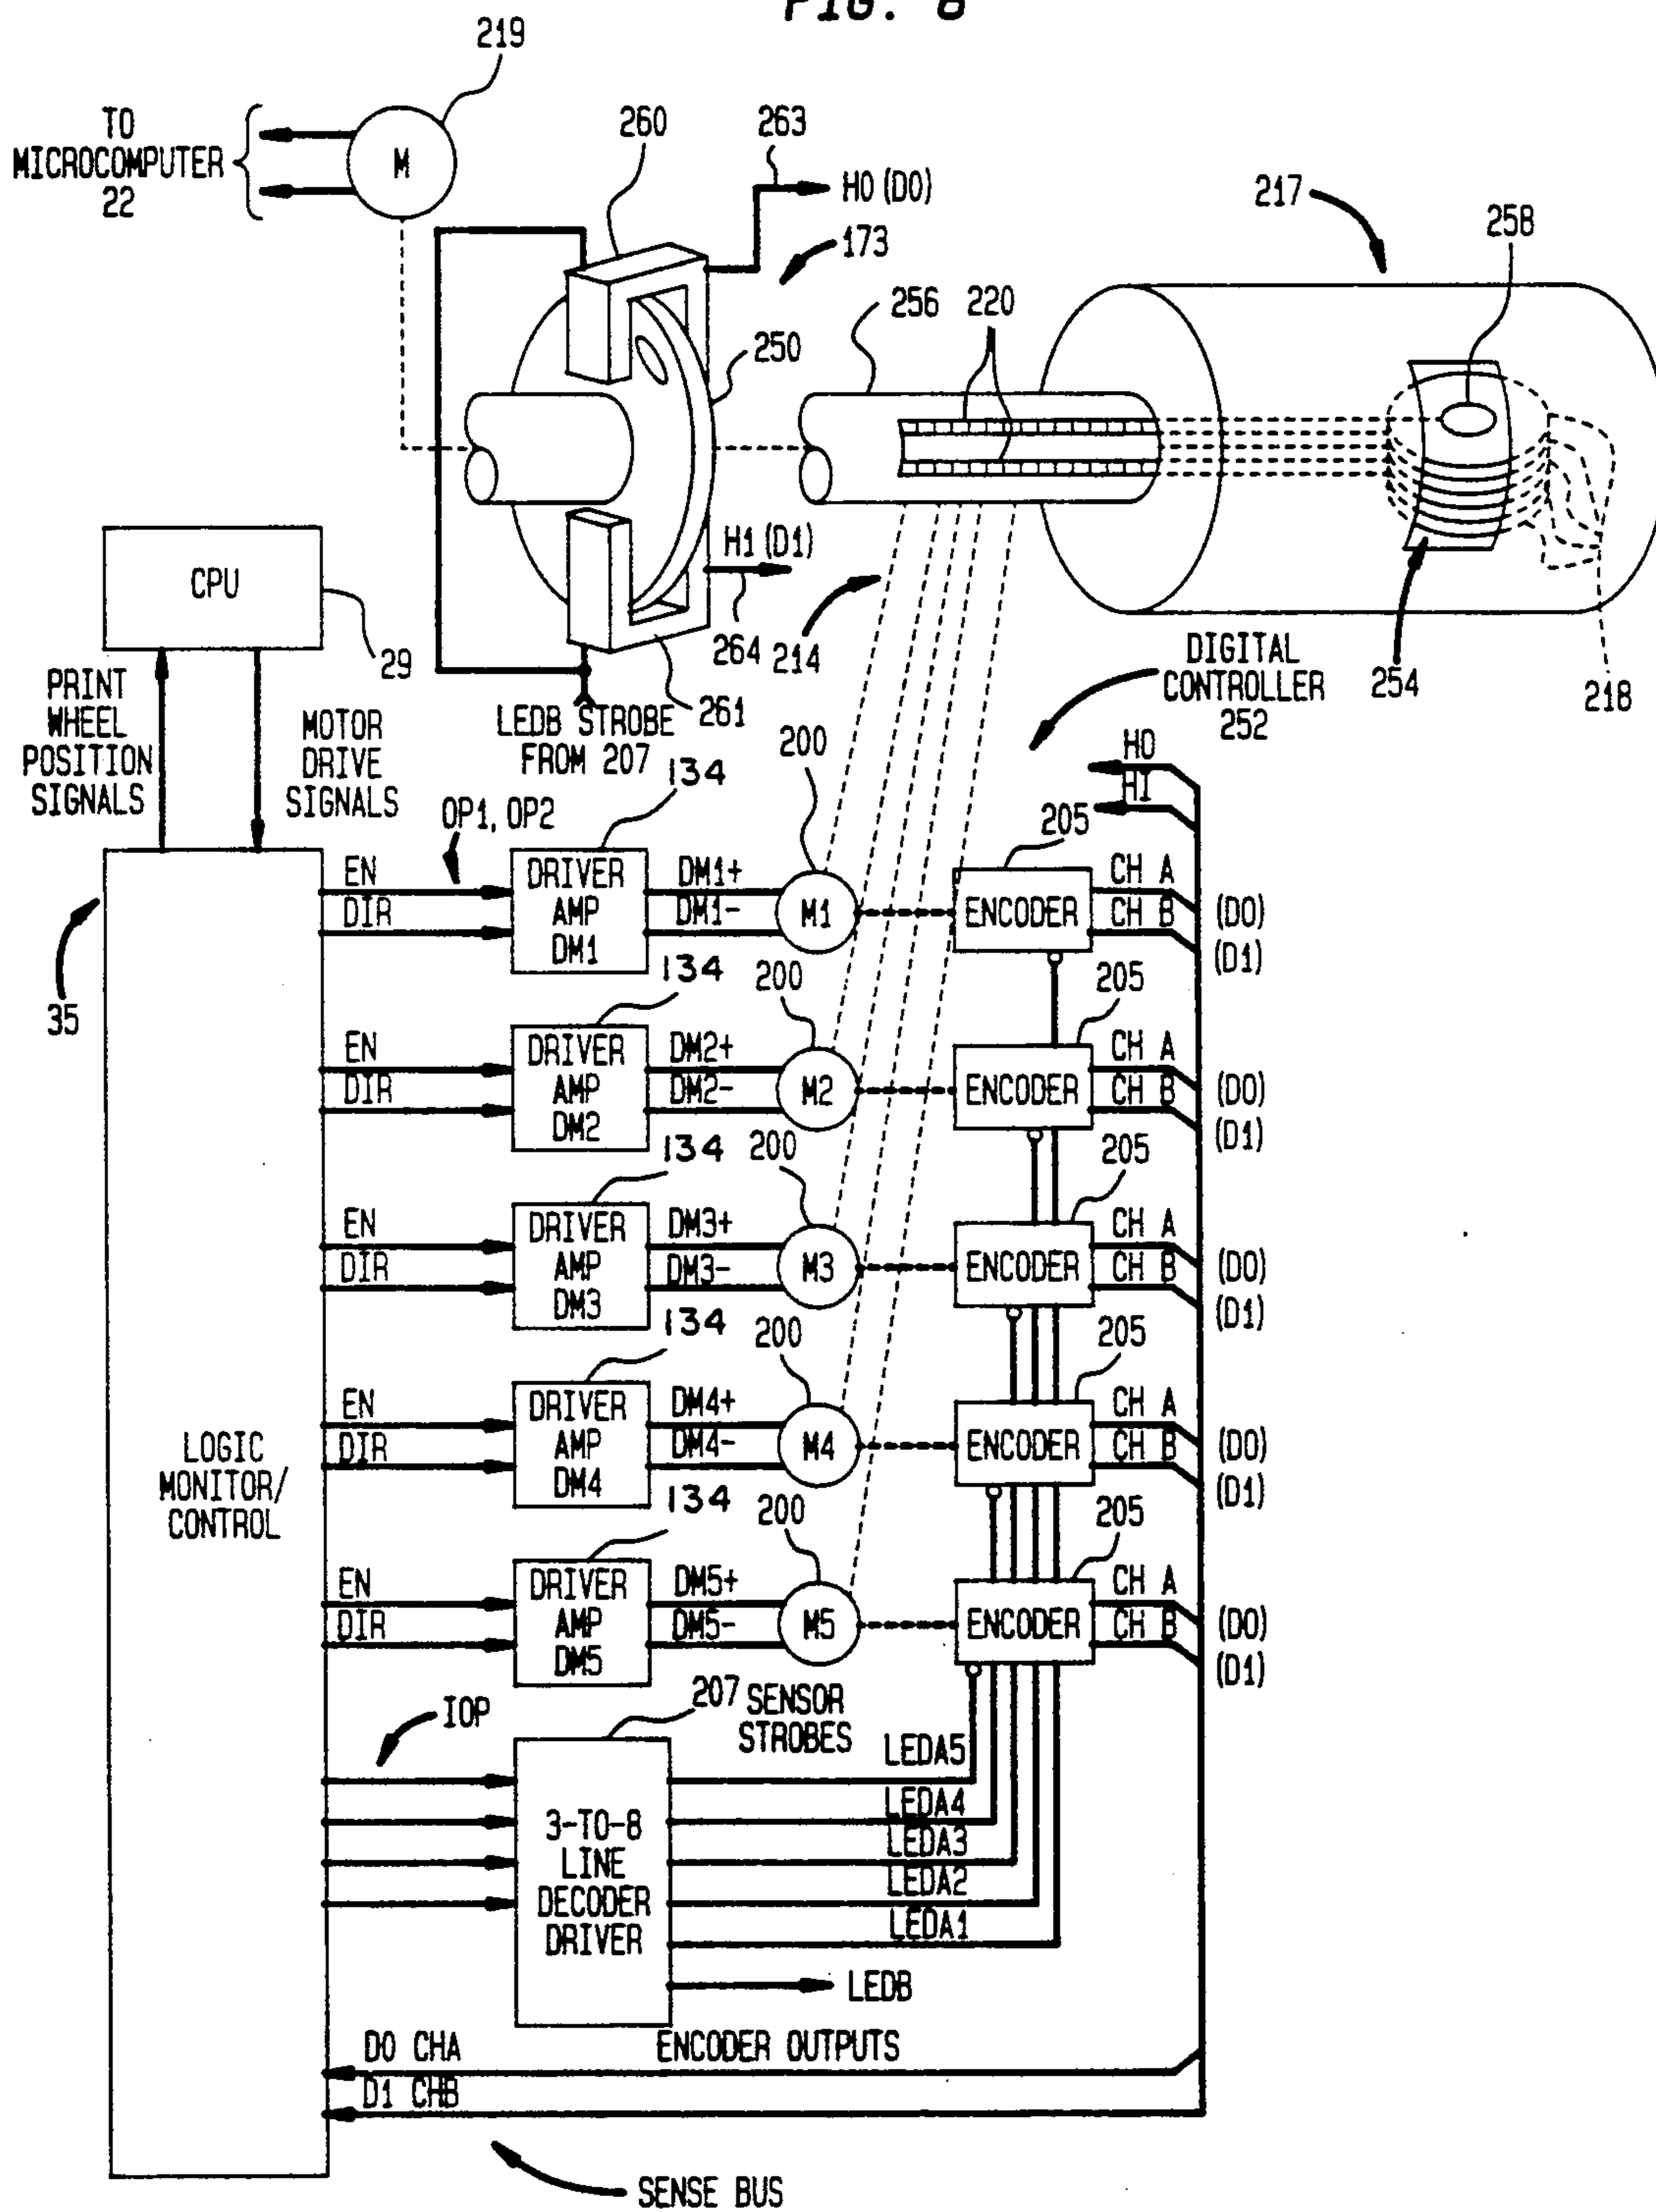 FIG. 8
219
TO
MICROCOMPUTER
22
M
260
263
H0 (D0)
173
217
258
256
220
250
CPU
29
H1 (D1)
264
214
261
LEDB STROBE
FROM 207
DIGITAL
CONTROLLER
252
254
218
PRINT
WHEEL
POSITION
SIGNALS
MOTOR
DRIVE
SIGNALS
OP1, OP2
134
200
H0
HI
205
35
EN
DIR
DRIVER
AMP
DM1
DM1+
DM1-
M1
ENCODER
CH A
CH B
(D0)
(D1)
134
200
205
EN
DIR
DRIVER
AMP
DM2
DM2+
DM2-
M2
ENCODER
CH A
CH B
(D0)
(D1)
134
200
205
EN
DIR
DRIVER
AMP
DM3
DM3+
DM3-
M3
ENCODER
CH A
CH B
(D0)
(D1)
134
200
205
EN
DIR
DRIVER
AMP
DM4
DM4+
DM4-
M4
ENCODER
CH A
CH B
(D0)
(D1)
LOGIC
MONITOR/
CONTROL
134
200
205
EN
DIR
DRIVER
AMP
DM5
DM5+
DM5-
M5
ENCODER
CH A
CH B
(D0)
(D1)
IOP
207
SENSOR
STROBES
3-TO-8
LINE
DECODER
DRIVER
LEDA5
LEDA4
LEDA3
LEDA2
LEDA1
LEDB
D0 CHA
ENCODER OUTPUTS
D1 CHB
SENSE BUS